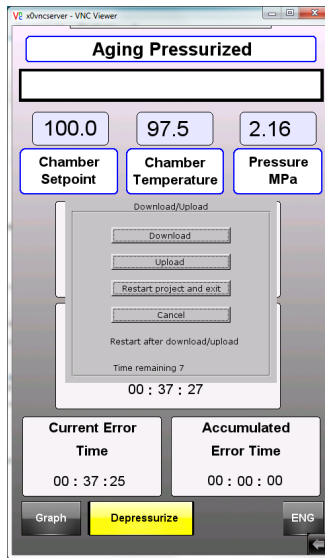 x0vncserver - VNC Viewer
Aging Pressurized
100.0 97.5 2.16
Chamber Setpoint
Chamber Temperature
Pressure MPa
Download/Upload
Download
Upload
Restart project and exit
Cancel
Restart after download/upload
Time remaining 7
00 : 37 : 27
Current Error Time
00 : 37 : 25
Accumulated Error Time
00 : 00 : 00
Graph
Depressurize
ENG